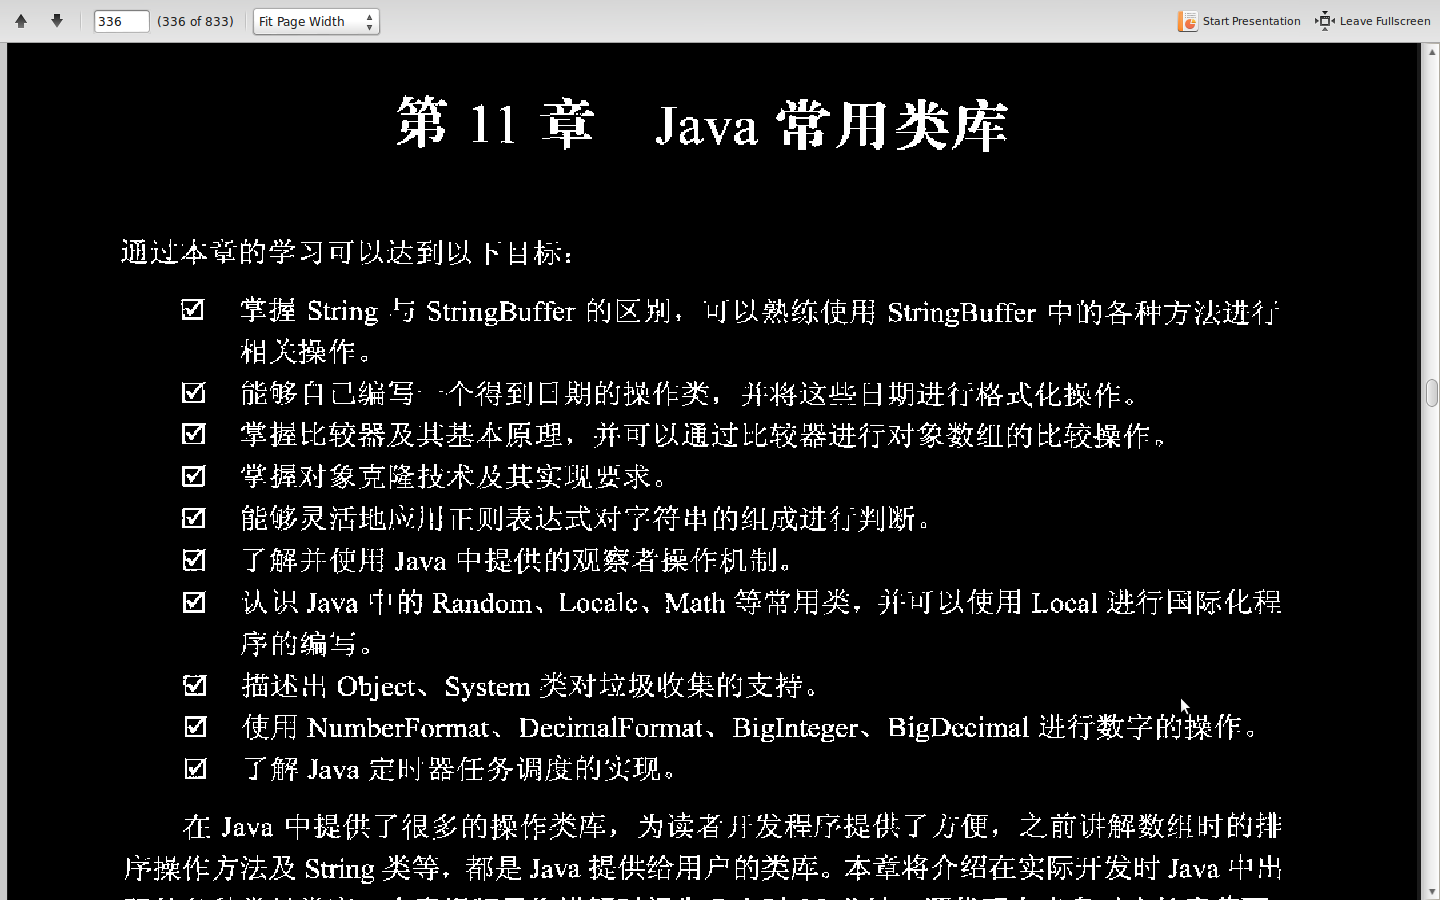 336 (336 of 833) Fit Page Width Start Presentation Leave Fullscreen
第 11 章 Java 常用类库
通过本章的学习可以达到以下目标：
掌握 String 与 StringBuffer 的区别，可以熟练使用 StringBuffer 中的各种方法进行
相关操作。
能够自己编写一个得到日期的操作类，并将这些日期进行格式化操作。
掌握比较器及其基本原理，并可以通过比较器进行对象数组的比较操作。
掌握对象克隆技术及其实现要求。
能够灵活地应用正则表达式对字符串的组成进行判断。
了解并使用 Java 中提供的观察者操作机制。
认识 Java 中的 Random、Locale、Math 等常用类，并可以使用 Local 进行国际化程
序的编写。
描述出 Object、System 类对垃圾收集的支持。
使用 NumberFormat、DecimalFormat、BigInteger、BigDecimal 进行数字的操作。
了解 Java 定时器任务调度的实现。
在 Java 中提供了很多的操作类库，为读者开发程序提供了方便，之前讲解数组时的排
序操作方法及 String 类等，都是 Java 提供给用户的类库。本章将介绍在实际开发时 Java 中出